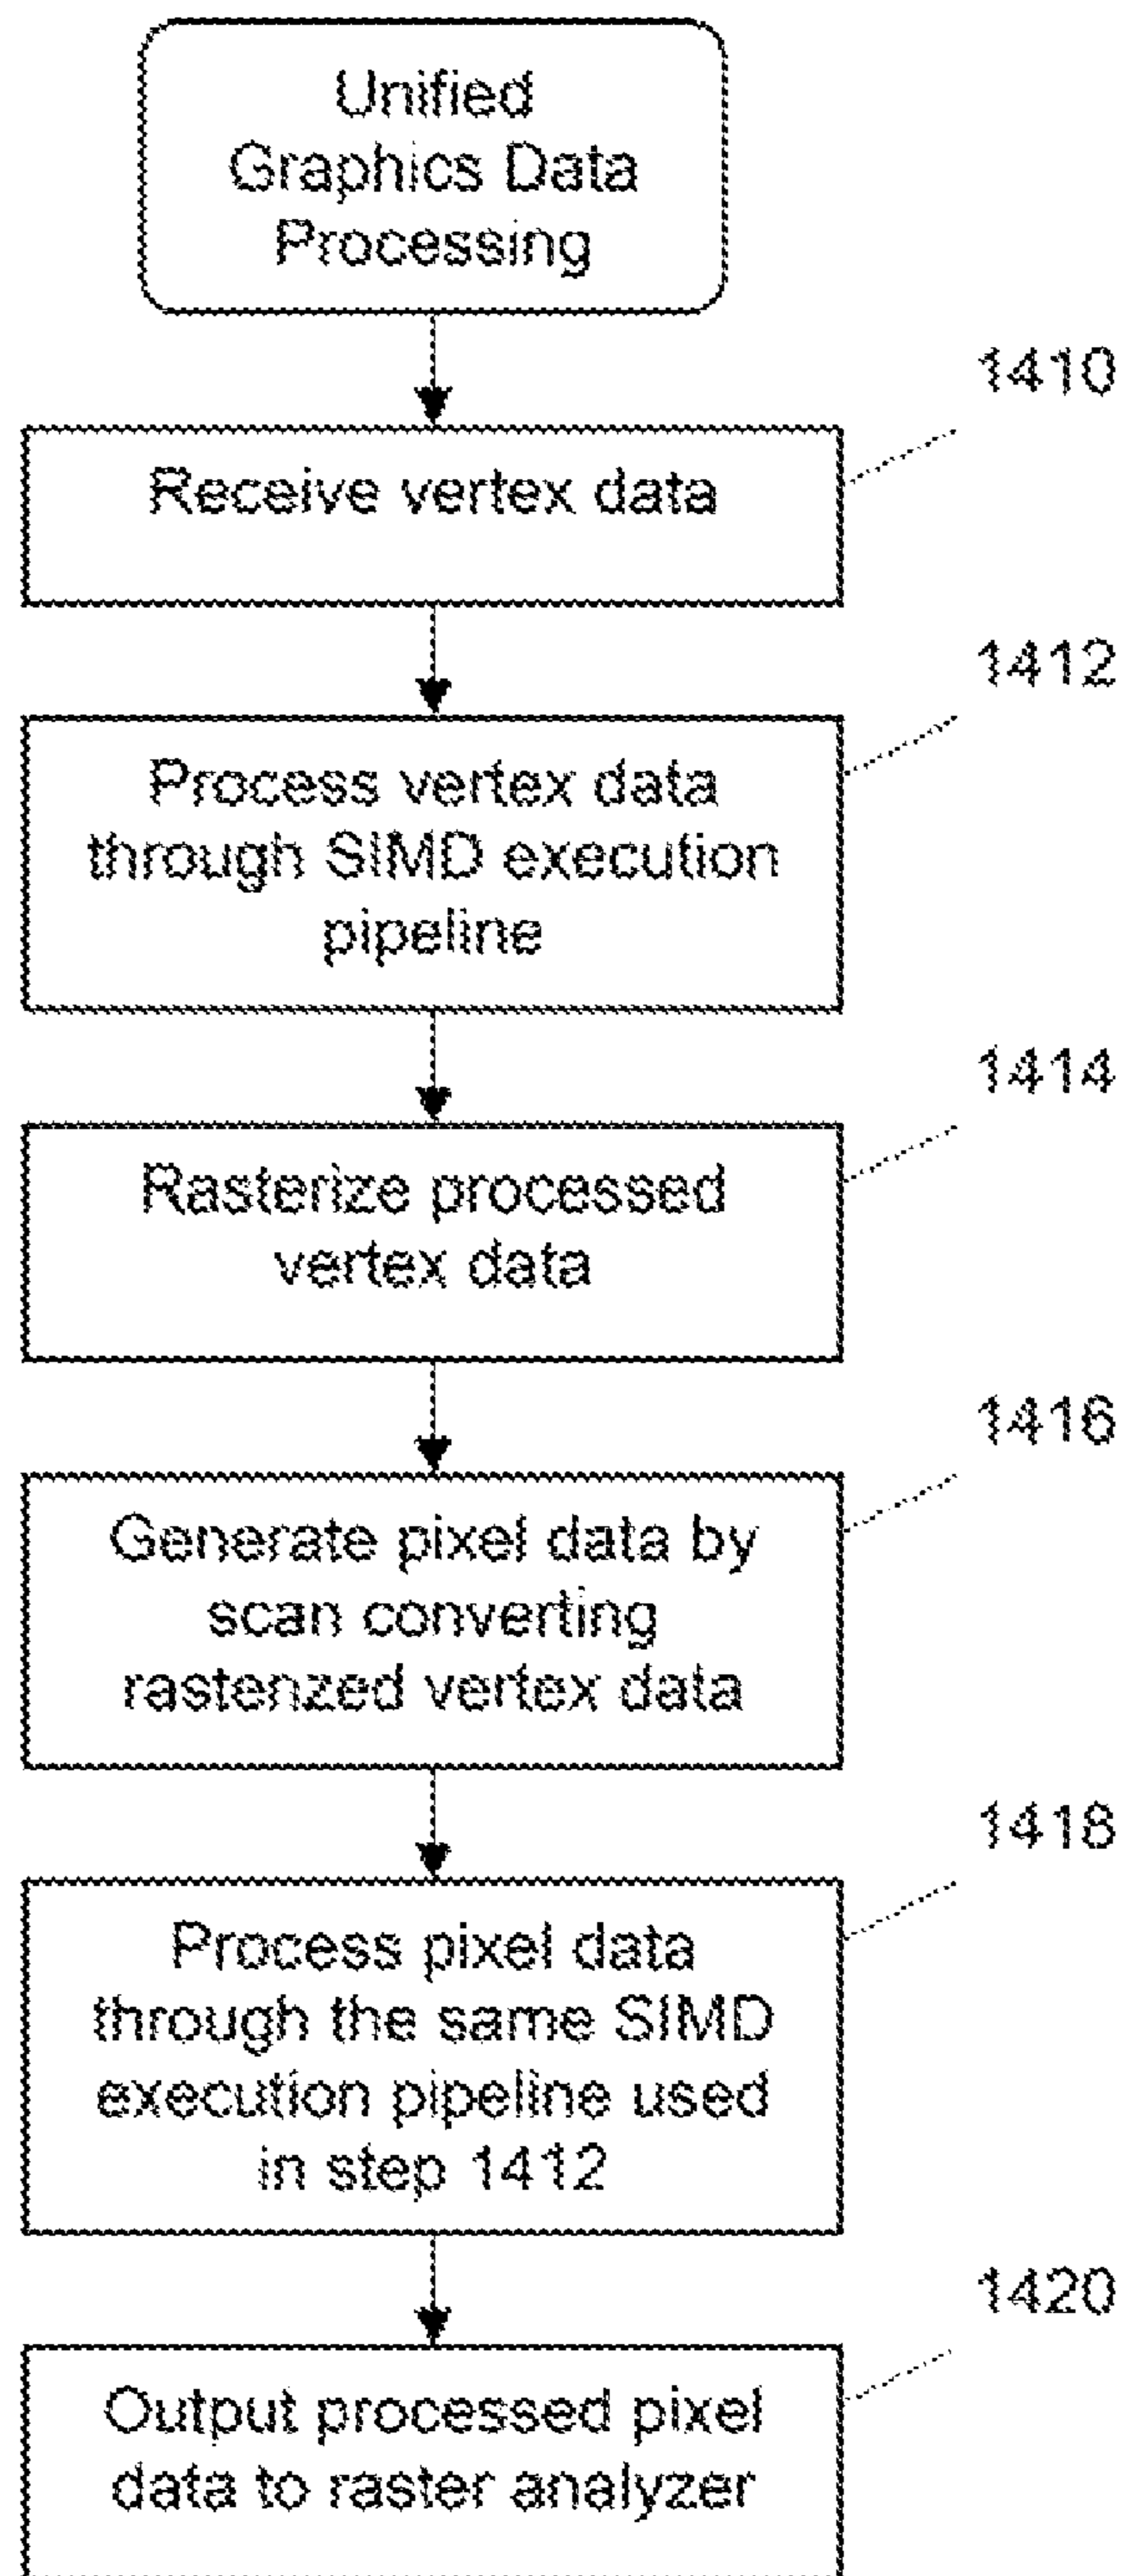 Unified
Graphics Data
Processing
1410
Receive vertex data
1412
Process vertex data
through SIMD execution
pipeline
1414
Rasterize processed
vertex data
1416
Generate pixel data by
scan converting
rastenzed vertex data
1418
Process pixel data
through the same SIMD
execution pipeline used
in step 1412
1420
Output processed pixel
data to raster analyzer